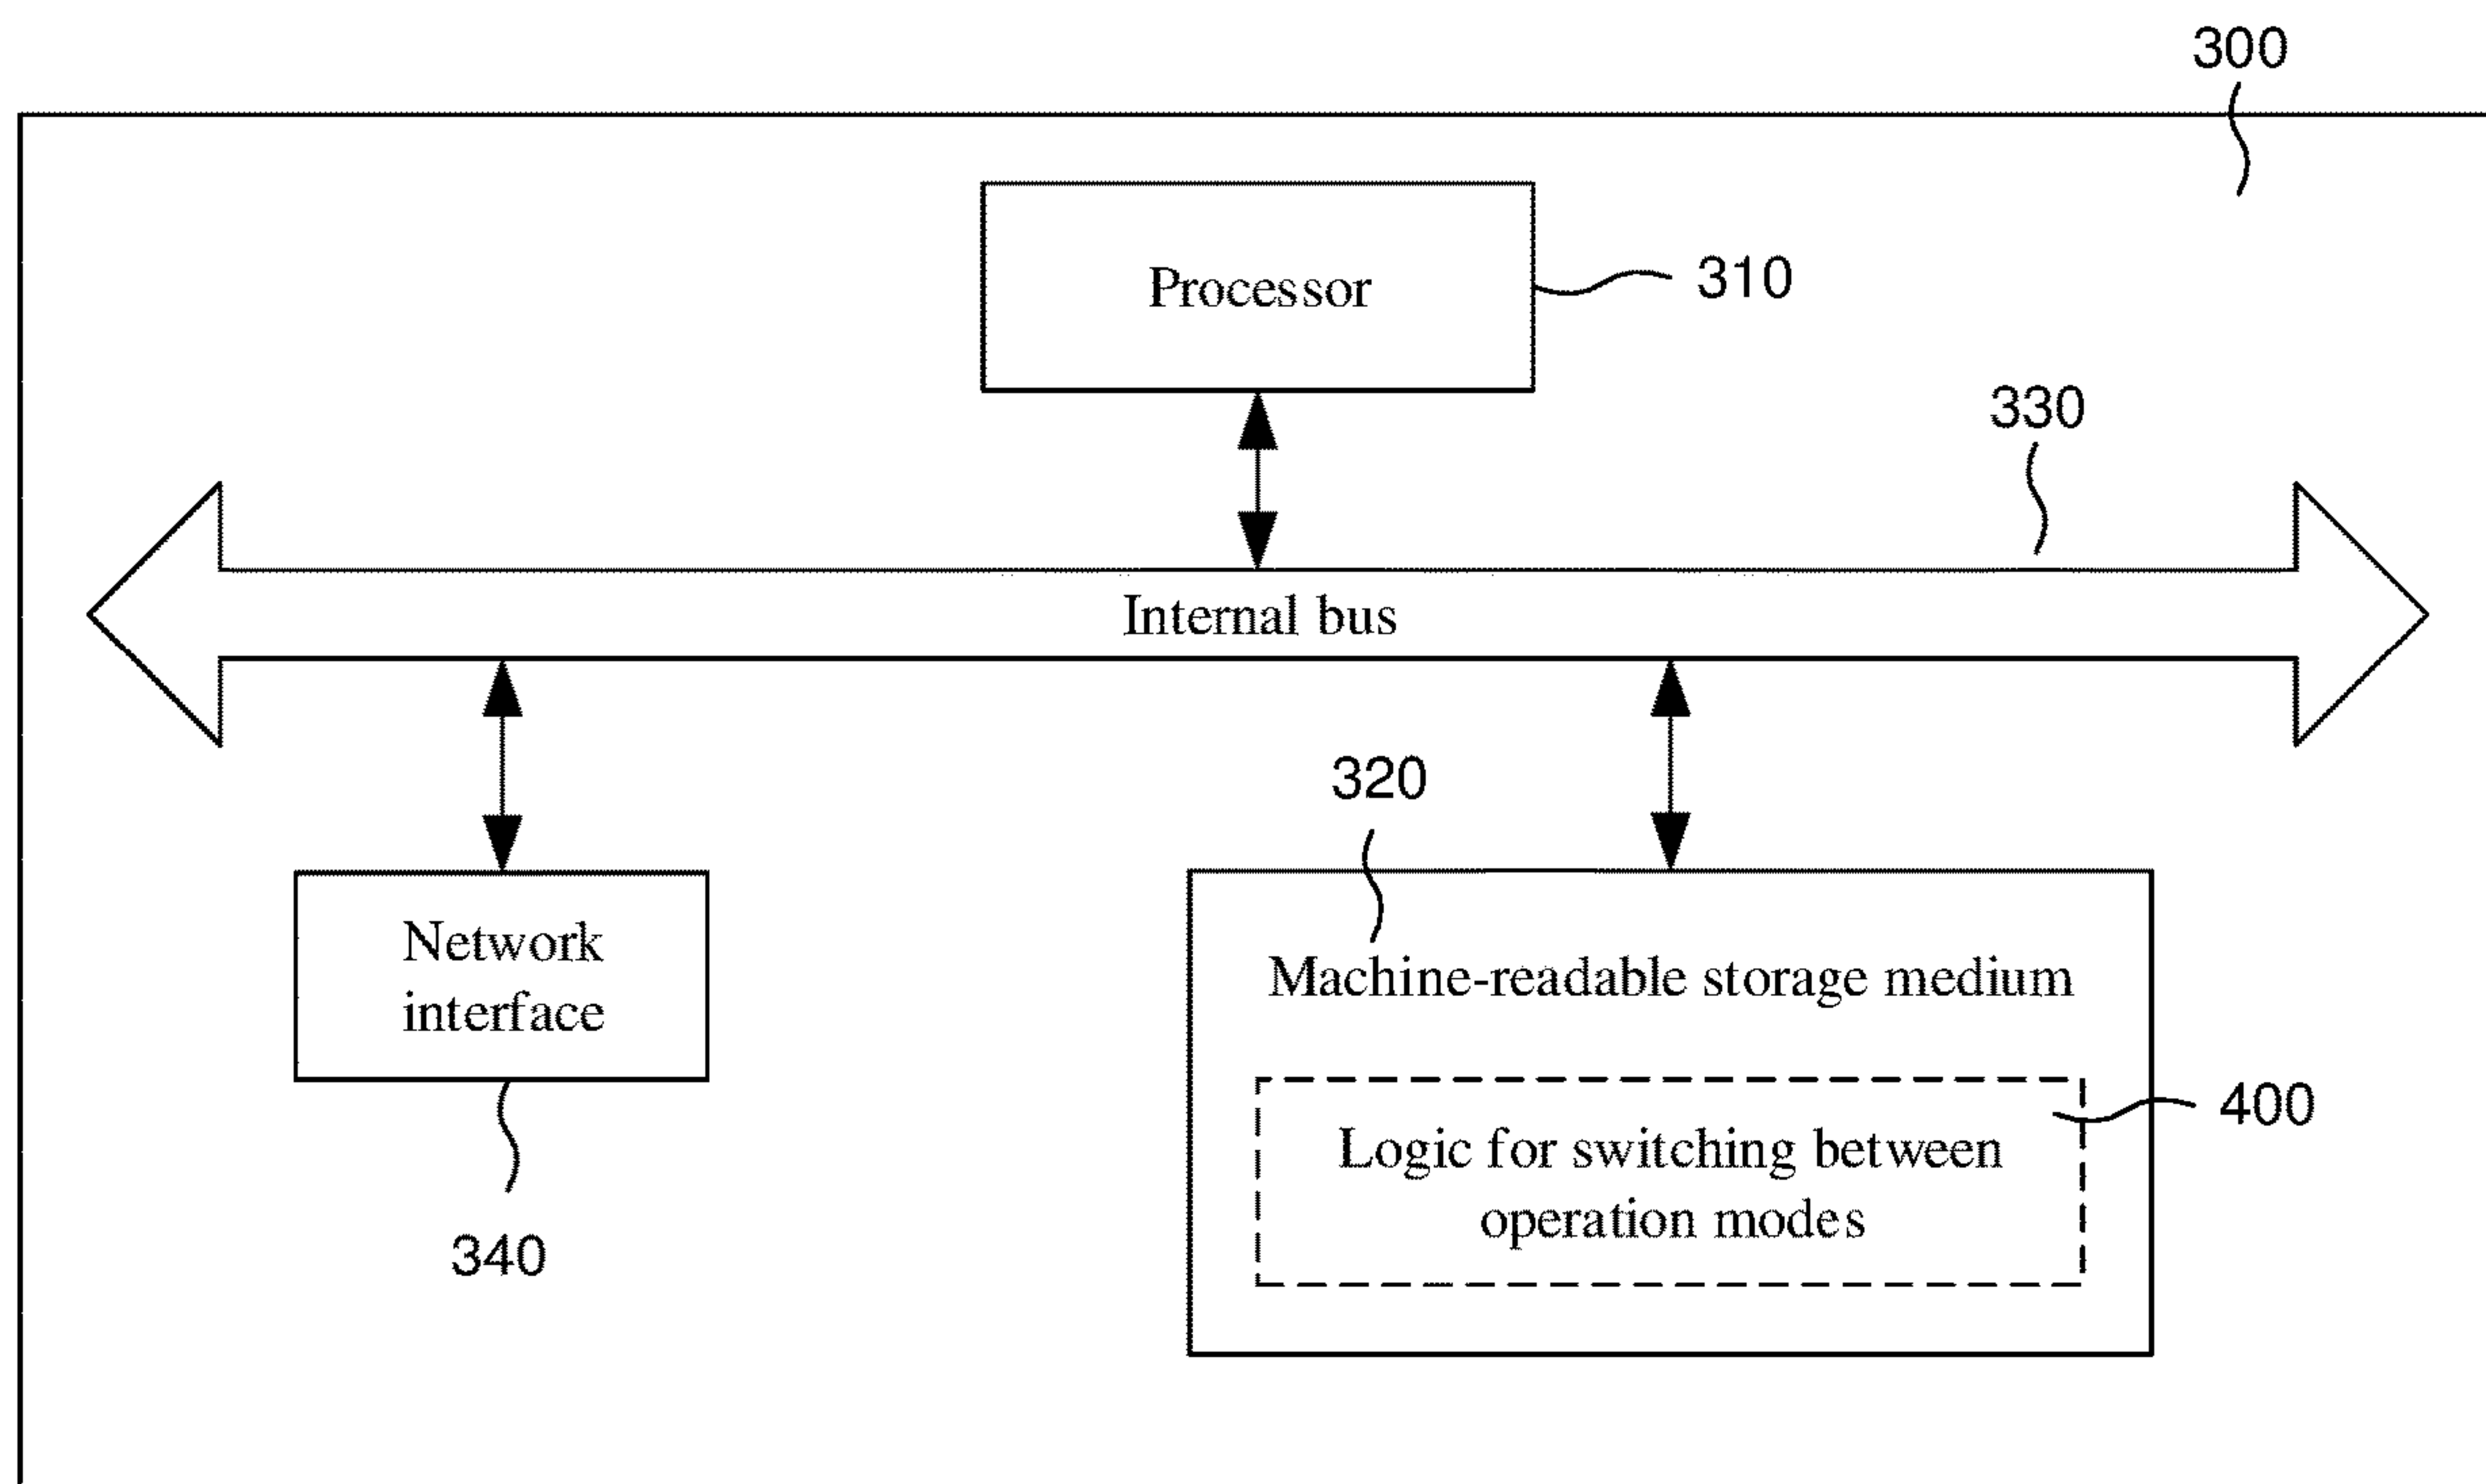 300
Processor
310
330
Internal bus
320
Network
interface
Machine-readable storage medium
400
Logic for switching between
operation modes
340